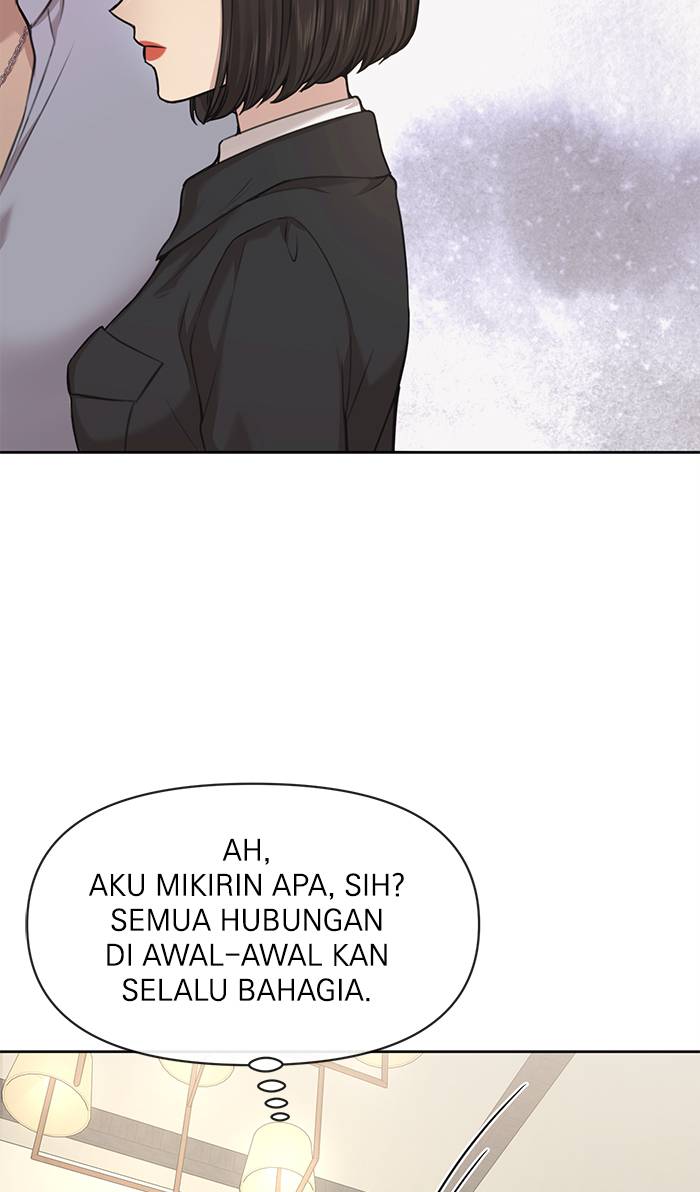 AH,
AKU MIKIRIN APA, SIH?
SEMUA HUBUNGAN
DI AWAL-AWAL KAN
SELALU BAHAGIA.